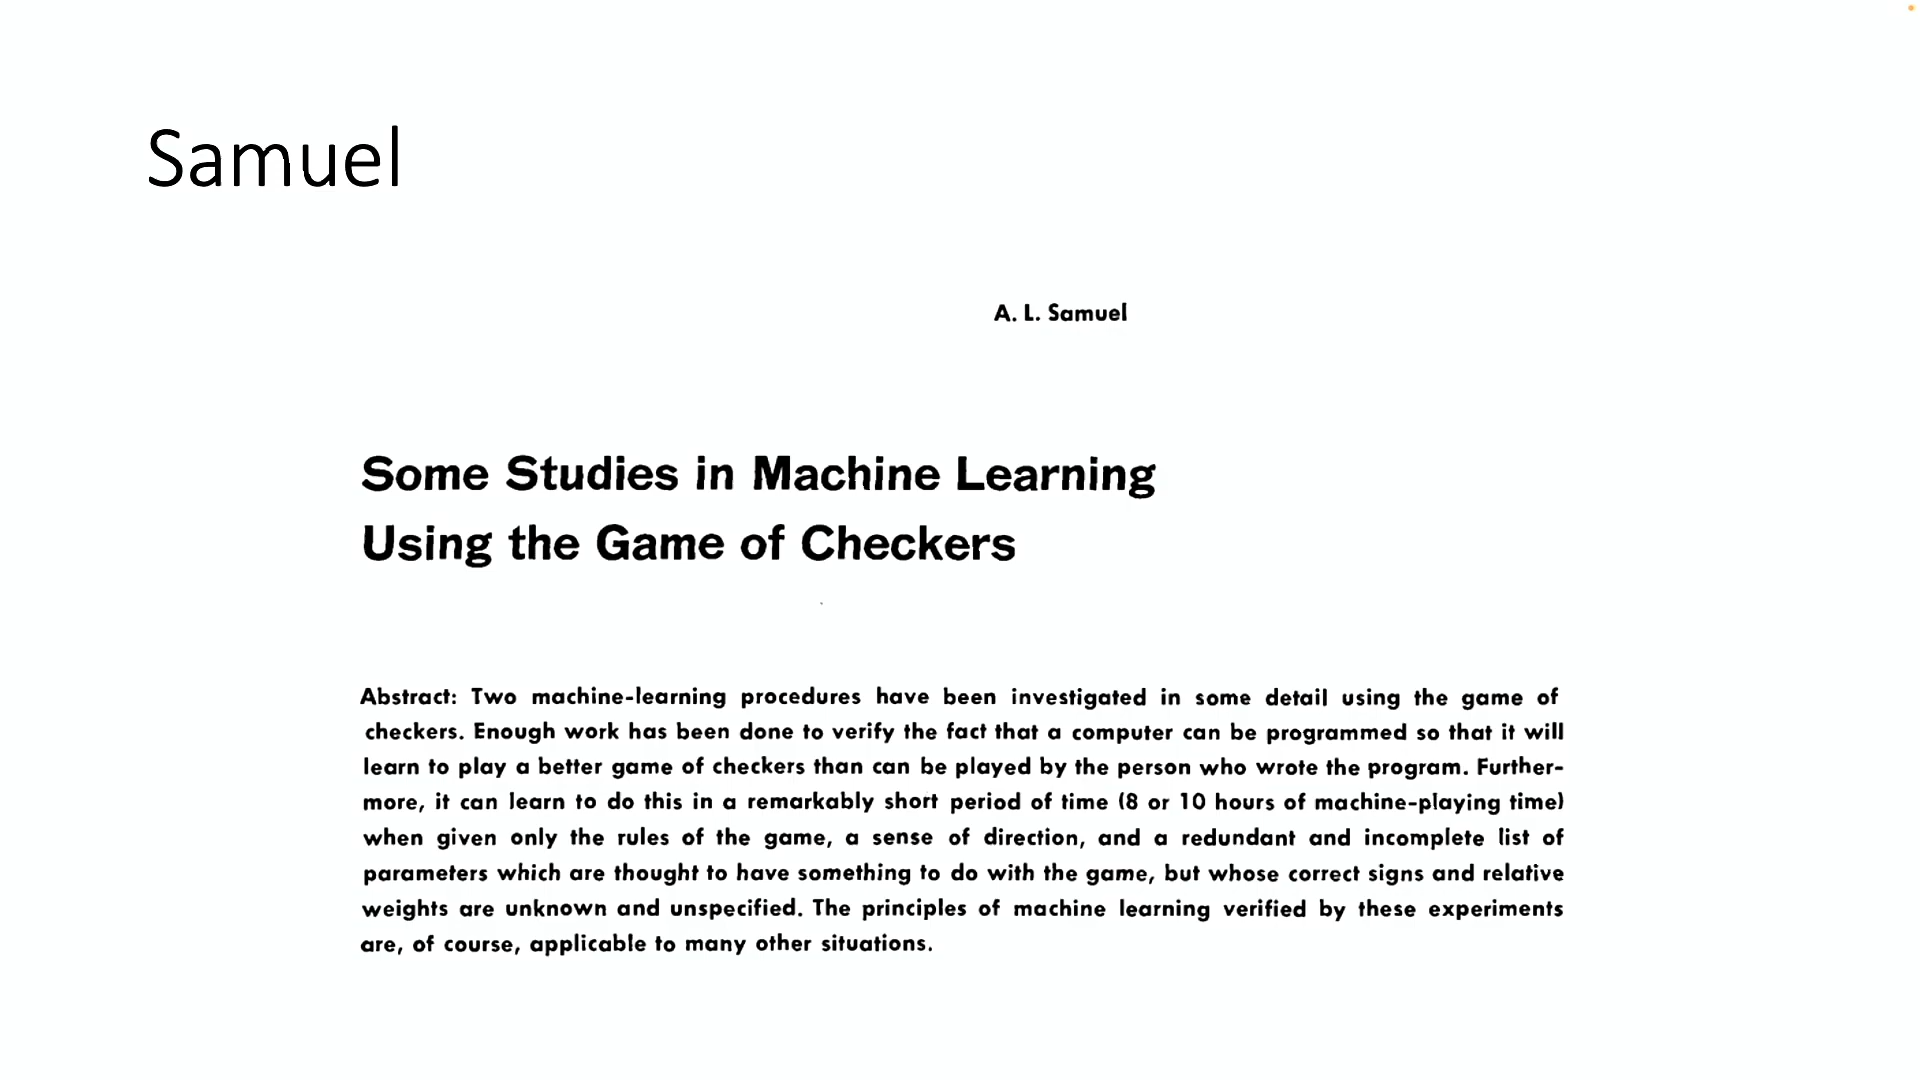 Samuel
A. L. Samuel
Some Studies in Machine Learning
Using the Game of Checkers
Abstract: Two machine-learning procedures have been investigated in some detail using the game of
checkers. Enough work has been done to verify the fact that a computer can be programmed so that it will
learn to play a better game of checkers than can be played by the person who wrote the program. Further-
more, it can learn to do this in a remarkably short period of time (8 or 10 hours of machine-playing time)
when given only the rules of the game, a sense of direction, and a redundant and incomplete list of
parameters which are thought to have something to do with the game, but whose correct signs and relative
weights are unknown and unspecified. The principles of machine learning verified by these experiments
are, of course, applicable to many other situations.